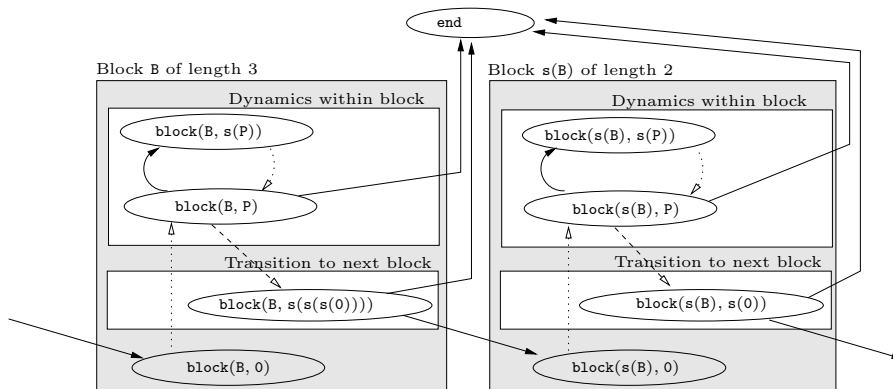 end
Block B of length 3
Dynamics within block
block(B, s(P))
block(B, P)
Transition to next block
block(B, s(s(s(0))))
block(B, 0)
Block s(B) of length 2
Dynamics within block
block(s(B), s(P))
block(s(B), P)
Transition to next block
block(s(B), s(0))
block(s(B), 0)